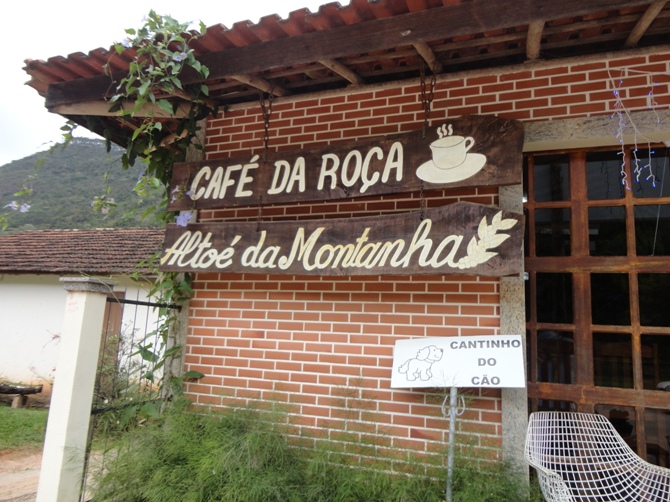 CAFÉ DA ROÇA
Altoé da Montanha
CANTINHO
DO
CÃO